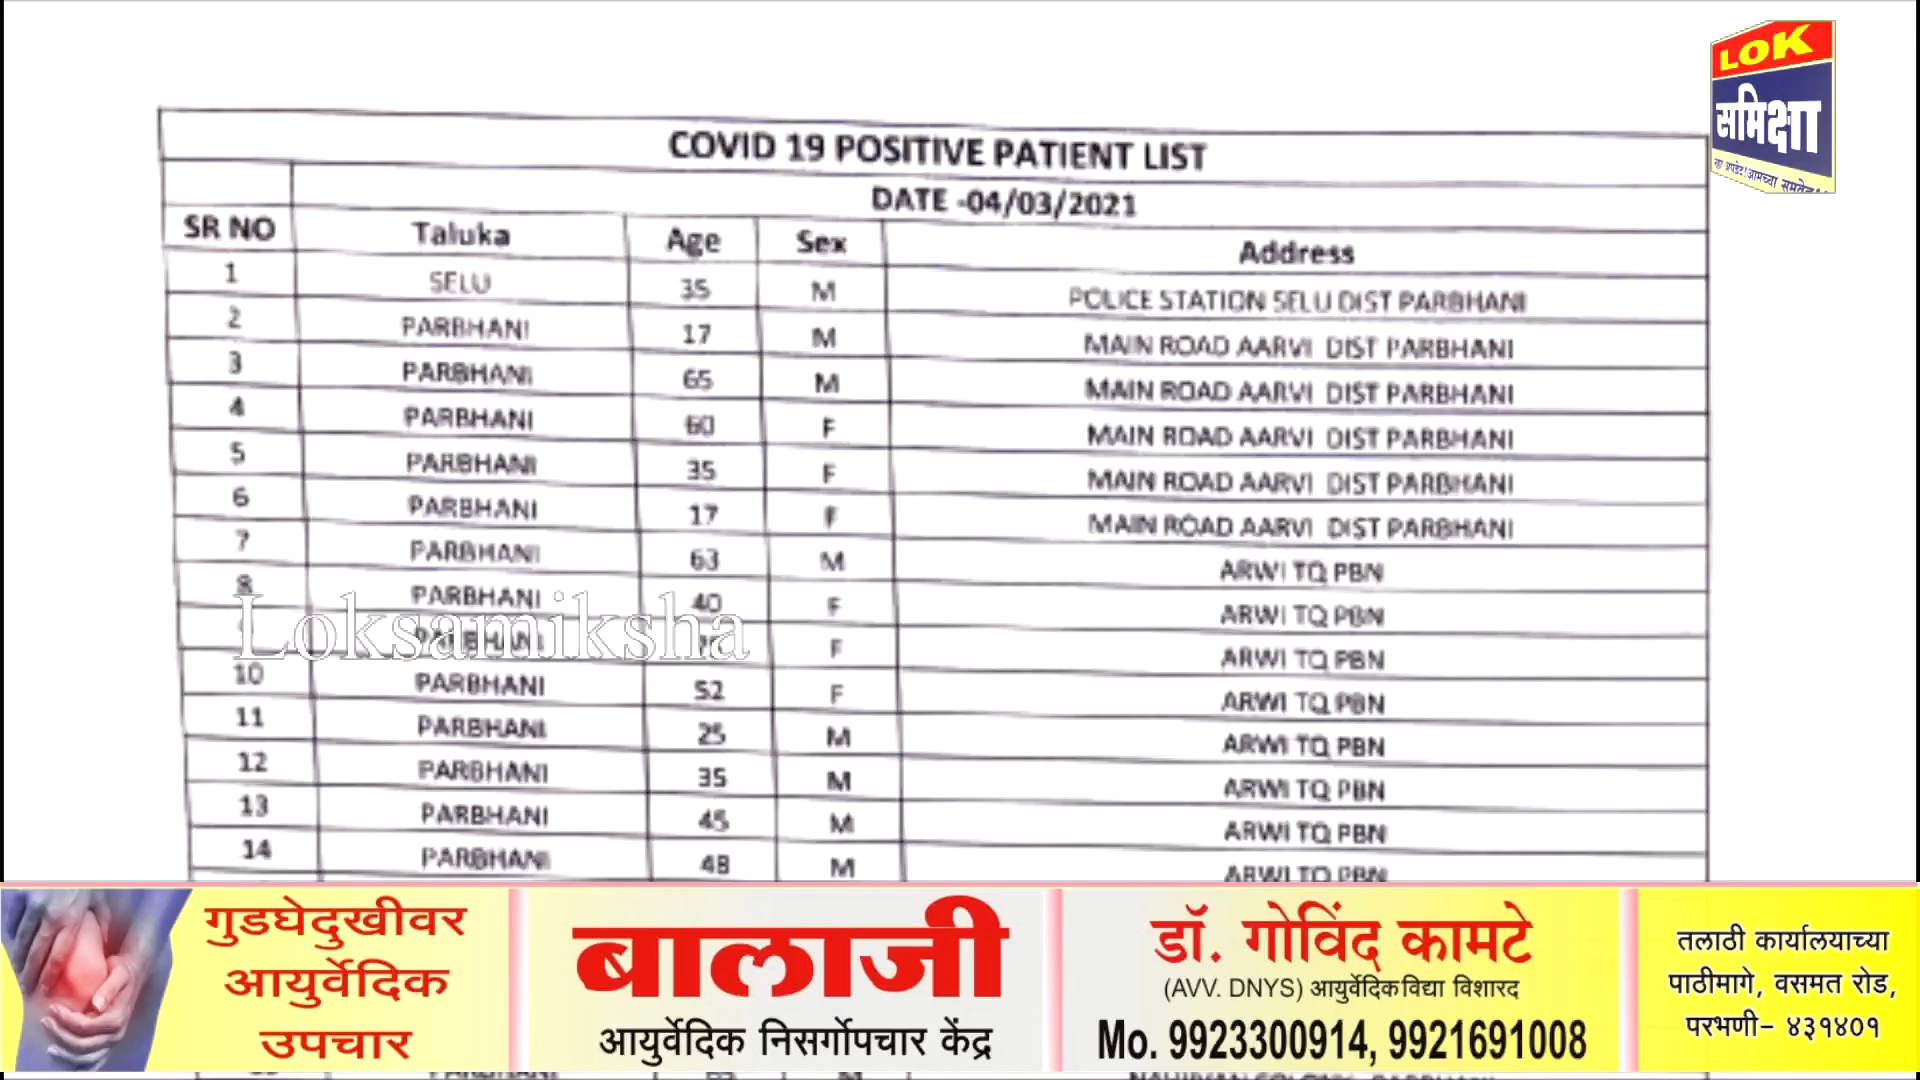 LOK
समिक्षा
COVID 19 POSITIVE PATIENT LIST
DATE -04/03/2021
SR NO Taluka Age Sex Address
1 SELU 35 M POLICE STATION SELU DIST PARBHANI
2 PARBHANI 17 M MAIN ROAD AARVI DIST PARBHANI
3 PARBHANI 65 M MAIN ROAD AARVI DIST PARBHANI
4 PARBHANI 60 F MAIN ROAD AARVI DIST PARBHANI
5 PARBHANI 35 F MAIN ROAD AARVI DIST PARBHANI
6 PARBHANI 17 F MAIN ROAD AARVI DIST PARBHANI
7 PARBHANI 63 M ARWI TQ PBN
8 PARBHANI 40 F ARWI TQ PBN
Loksamiksha
PARBHANI F ARWI TQ PBN
10 PARBHANI 52 F ARWI TQ PBN
11 PARBHANI 25 M ARWI TQ PBN
12 PARBHANI 35 M ARWI TQ PBN
13 PARBHANI 45 M ARWI TQ PBN
14 PARBHANI 48 M ARWI TQ PBN
गुडघेदुखीवर
आयुर्वेदिक
उपचार
बालाजी
आयुर्वेदिक निसर्गोपचार केंद्र
डॉ. गोविंद कामटे
(AVV. DNYS) आयुर्वेदिक विद्या विशारद
Mo. 9923300914, 9921691008
तलाठी कार्यालयाच्या
पाठीमागे, वसमत रोड,
परभणी- ४३१४०१